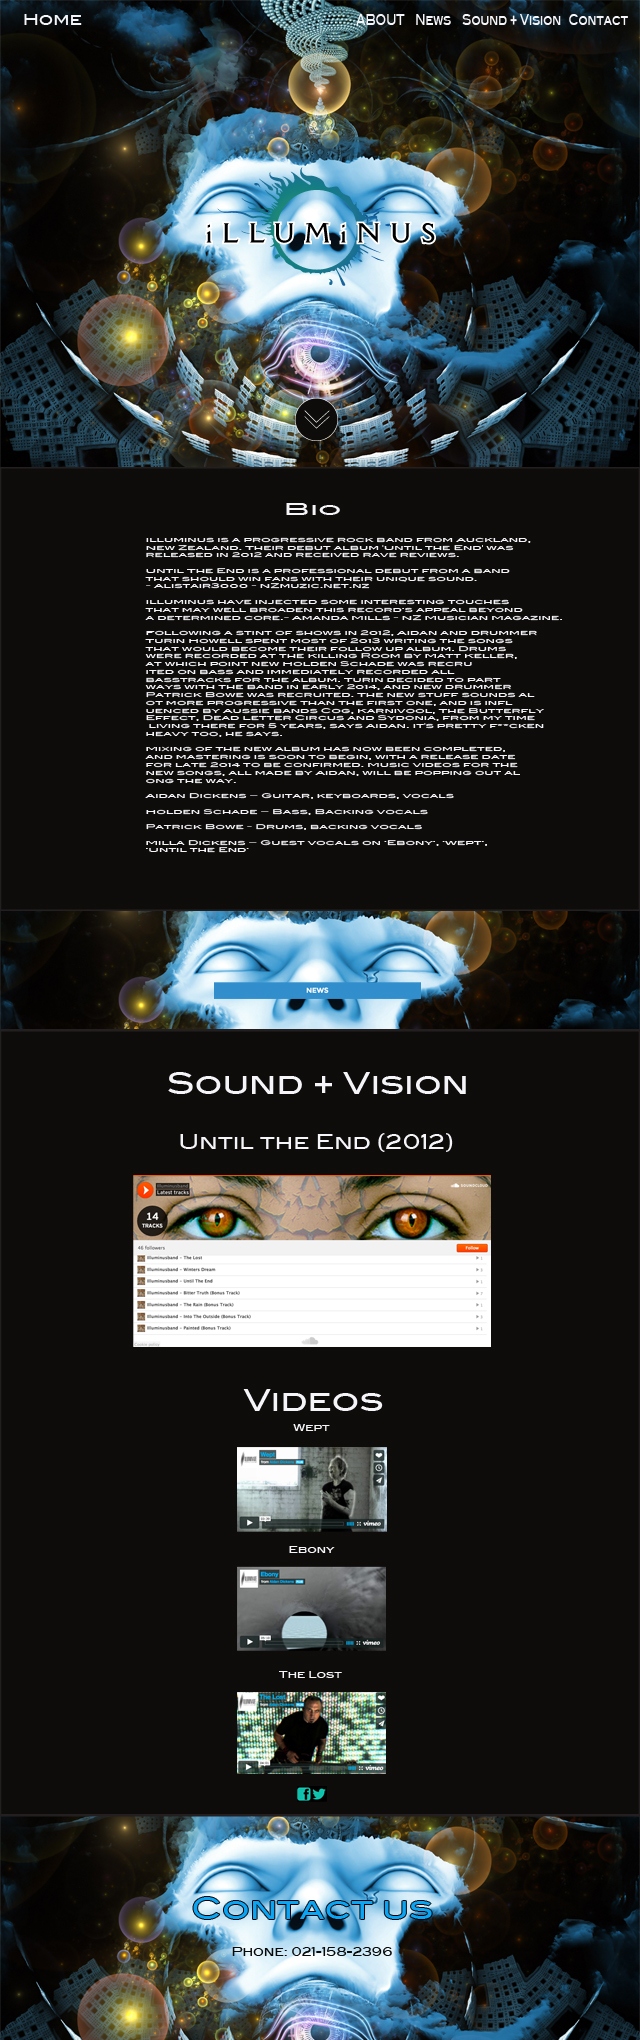 Home ABOUT News Sound + Vision Contact
iLLUMiNUS
Bio
Illuminus is a progressive rock band from Auckland,
New Zealand. Their debut album 'Until the End' was
released in 2012 and received rave reviews.
Until the End is a professional debut from a band
that should win fans with their unique sound.
- Alistair3000 - NZmuzic.net.nz
Illuminus have injected some interesting touches
that may well broaden this record's appeal beyond
a determined core.- Amanda Mills - NZ Musician Magazine.
Following a stint of shows in 2012, Aidan and drummer
Turin Howell spent most of 2013 writing the songs
that would become their follow up album. Drums
were recorded at the Killing Room by Matt Keller,
at which point new Holden Schade was recru
ited on bass and immediately recorded all
basstracks for the album. Turin decided to part
ways with the band in early 2014, and new drummer
Patrick Bowe was recruited. The new stuff sounds al
ot more progressive than the first one, and is infl
uenced by Aussie bands Cog, Karnivool, the Butterfly
Effect, Dead Letter Circus and Sydonia, from my time
living there for 5 years, says Aidan. It's pretty f**cken
heavy too, he says.
Mixing of the new album has now been completed,
and mastering is soon to begin, with a release date
for late 2014 to be confirmed. Music videos for the
new songs, all made by Aidan, will be popping out al
ong the way.
Aidan Dickens – Guitar, keyboards, vocals
Holden Schade – Bass, Backing vocals
Patrick Bowe - Drums, backing vocals
Milla Dickens – Guest vocals on 'Ebony', 'Wept',
'Until the End'
NEWS
Sound + Vision
Until the End (2012)
Illuminusband
Latest tracks
SOUNDCLOUD
14
TRACKS
46 followers
Follow
Illuminusband - The Lost
Illuminusband - Winters Dream
Illuminusband - Until The End
Illuminusband - Bitter Truth (Bonus Track)
Illuminusband - The Rain (Bonus Track)
Illuminusband - Into The Outside (Bonus Track)
Illuminusband - Painted (Bonus Track)
Videos
Wept
Wept
vimeo
Ebony
Ebony
vimeo
The Lost
The Lost
vimeo
Contact us
Phone: 021-158-2396